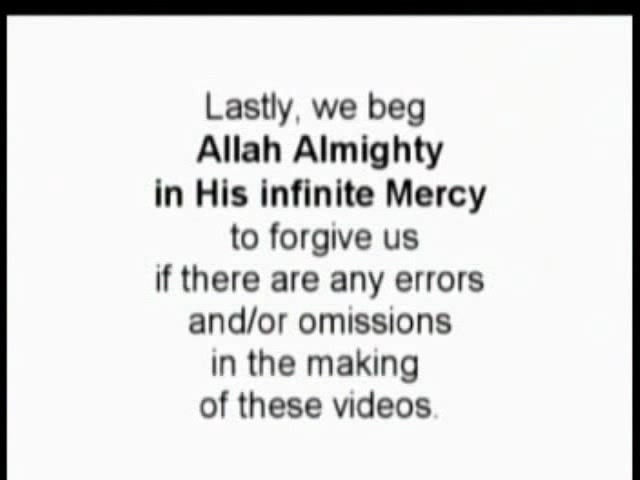 Lastly, we beg
Allah Almighty
in His infinite Mercy
to forgive us
if there are any errors
and/or omissions
in the making
of these videos.